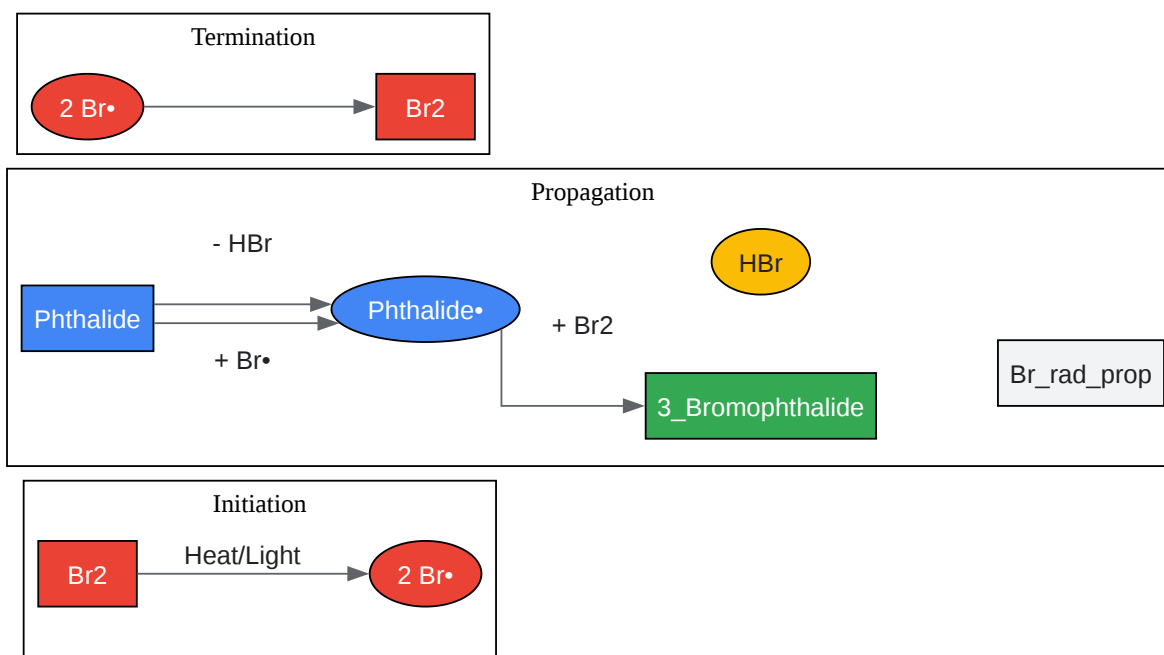 Termination
2 Br•
Br2
Propagation
- HBr
HBr
Phthalide
Phthalide•
+ Br2
+ Br•
Br_rad_prop
3_Bromophthalide
Initiation
Heat/Light
Br2
2 Br•